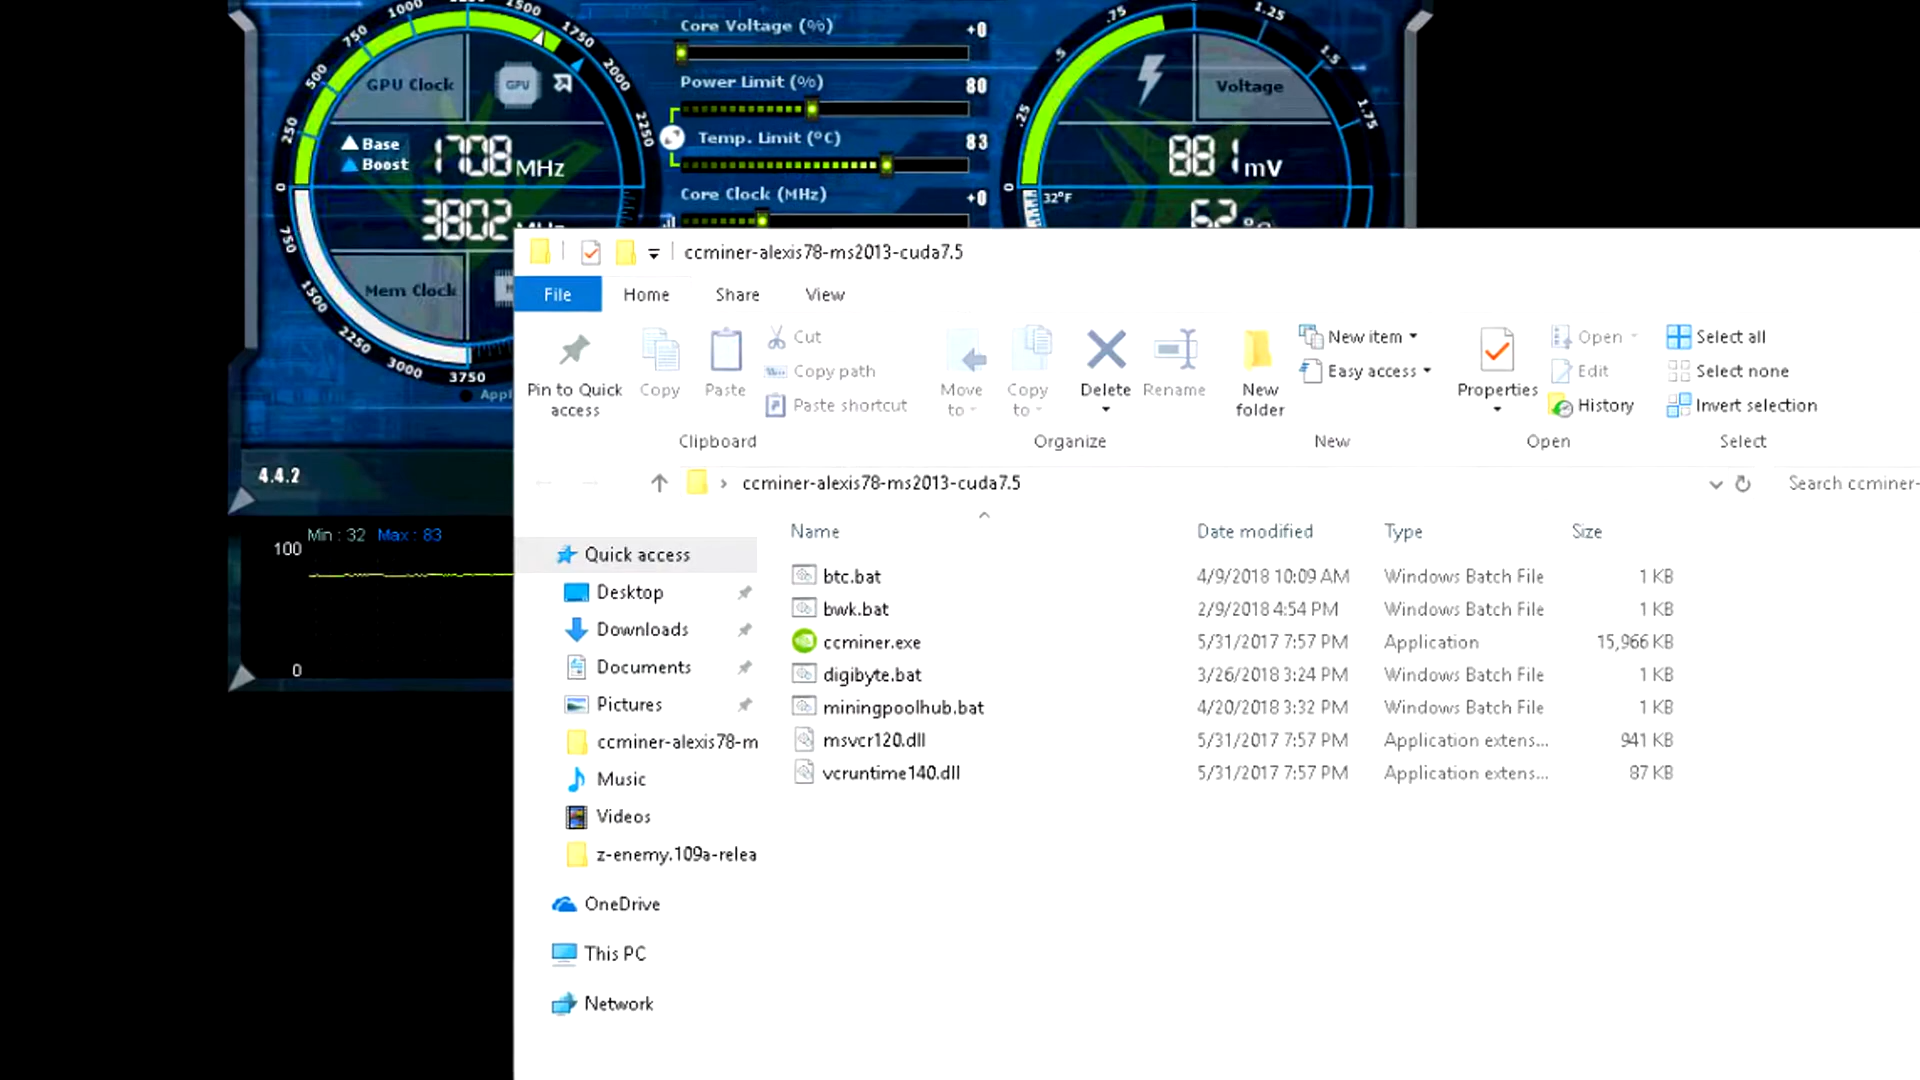 1000
1500
750
1750
500
2000
250
2250
0
GPU Clock
GPU
Base
Boost
1708MHz
3802
750
1500
2250
3000
3750
Mem Clock
Appl
Core Voltage (%)
+0
Power Limit (%)
80
Temp. Limit (°C)
83
Core Clock (MHz)
+0
.75
1.25
.5
1.5
.25
1.75
0
Voltage
881mV
32°F
4.4.2
Min : 32 Max : 83
100
0
ccminer-alexis78-ms2013-cuda7.5
File Home Share View
Pin to Quick access
Copy
Paste
Cut
Copy path
Paste shortcut
Clipboard
Move to
Copy to
Delete
Rename
Organize
New folder
New item
Easy access
New
Properties
Open
Edit
History
Open
Select all
Select none
Invert selection
Select
ccminer-alexis78-ms2013-cuda7.5
Search ccminer-
Quick access
Desktop
Downloads
Documents
Pictures
ccminer-alexis78-m
Music
Videos
z-enemy.109a-relea
OneDrive
This PC
Network
Name Date modified Type Size
btc.bat 4/9/2018 10:09 AM Windows Batch File 1 KB
bwk.bat 2/9/2018 4:54 PM Windows Batch File 1 KB
ccminer.exe 5/31/2017 7:57 PM Application 15,966 KB
digibyte.bat 3/26/2018 3:24 PM Windows Batch File 1 KB
miningpoolhub.bat 4/20/2018 3:32 PM Windows Batch File 1 KB
msvcr120.dll 5/31/2017 7:57 PM Application extens... 941 KB
vcruntime140.dll 5/31/2017 7:57 PM Application extens... 87 KB